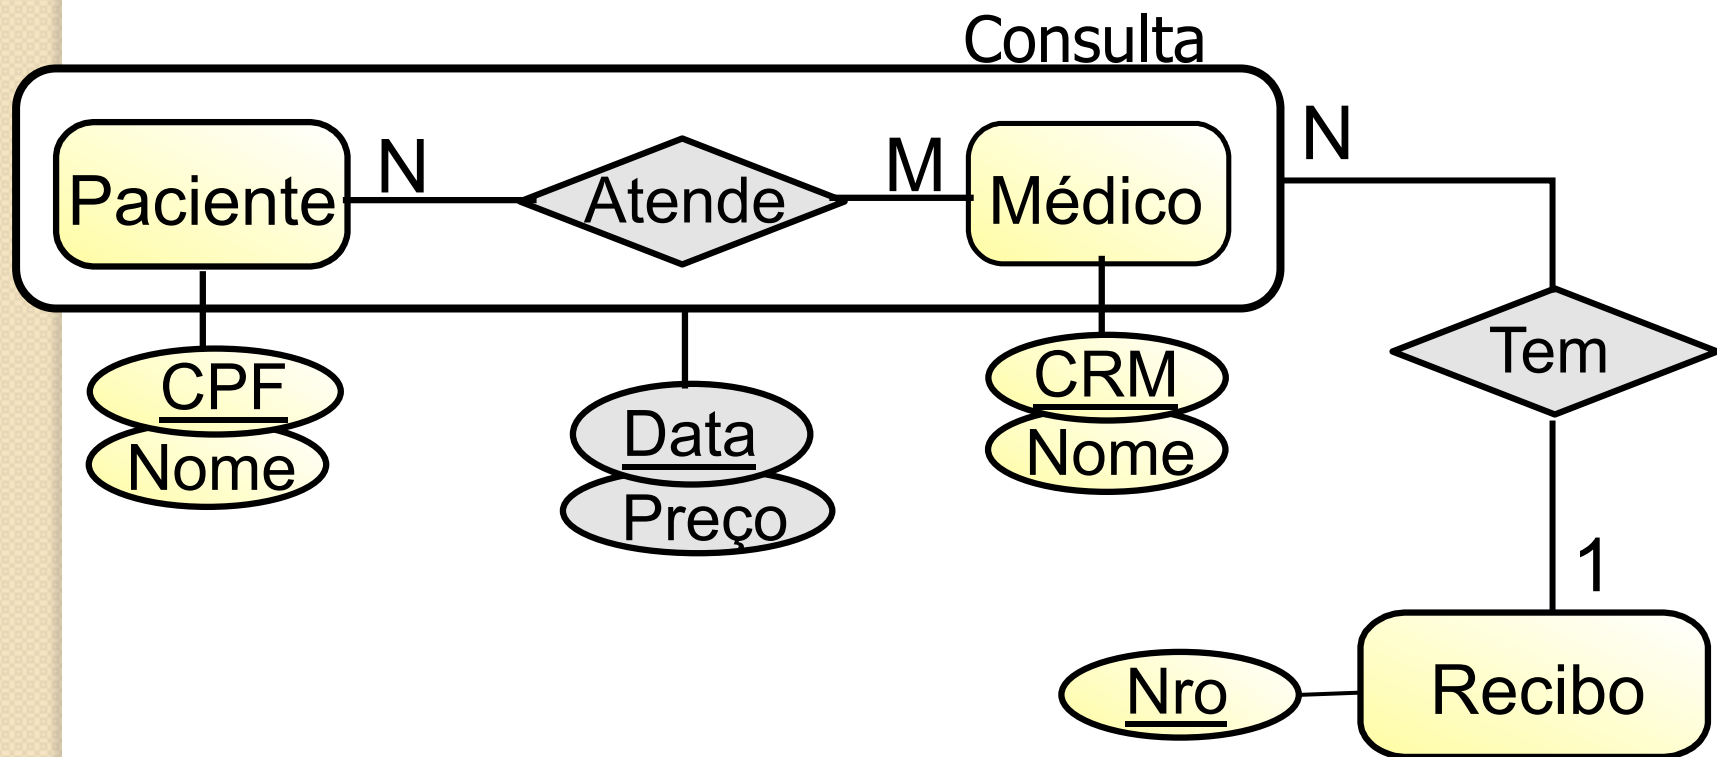 Consulta
N
Paciente
N
Atende
M
Médico
Tem
CPF
Nome
Data
Preço
CRM
Nome
1
Nro
Recibo